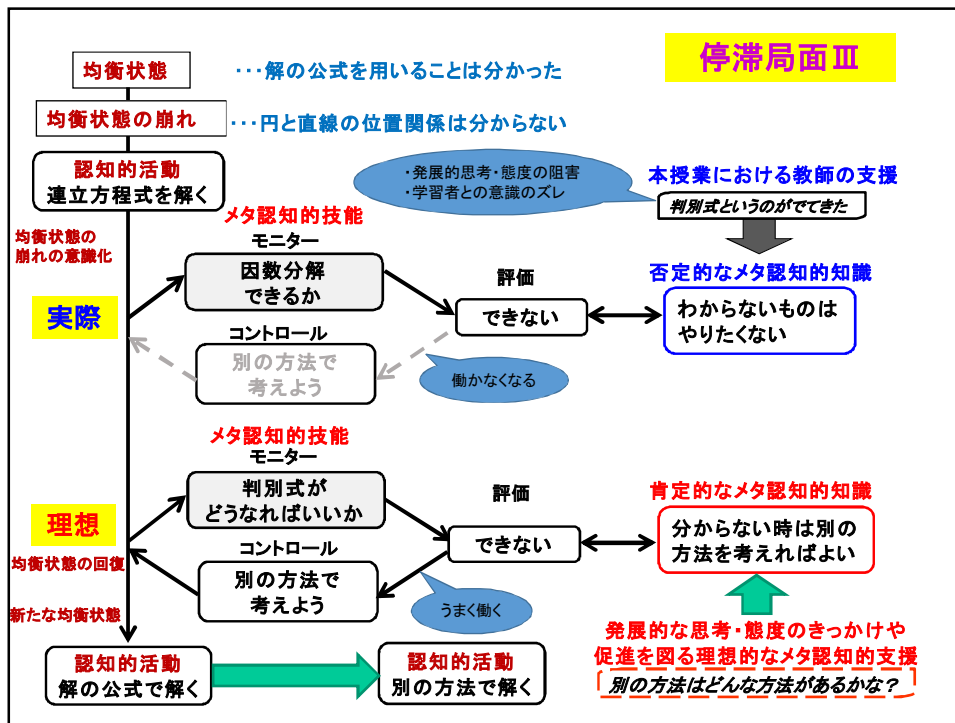 停滞局面Ⅲ
均衡状態
・・・解の公式を用いることは分かった
均衡状態の崩れ
・・・円と直線の位置関係は分からない
認知的活動
連立方程式を解く
・発展的思考・態度の阻害
・学習者との意識のズレ
本授業における教師の支援
判別式というのがでてきた
均衡状態の
崩れの意識化
メタ認知的技能
モニター
因数分解
できるか
評価
できない
否定的なメタ認知的知識
わからないものは
やりたくない
実際
コントロール
別の方法で
考えよう
働かなくなる
メタ認知的技能
モニター
判別式が
どうなればいいか
評価
できない
肯定的なメタ認知的知識
分からない時は別の
方法を考えればよい
理想
均衡状態の回復
コントロール
別の方法で
考えよう
うまく働く
新たな均衡状態
発展的な思考・態度のきっかけや
促進を図る理想的なメタ認知的支援
別の方法はどんな方法があるかな？
認知的活動
解の公式で解く
認知的活動
別の方法で解く